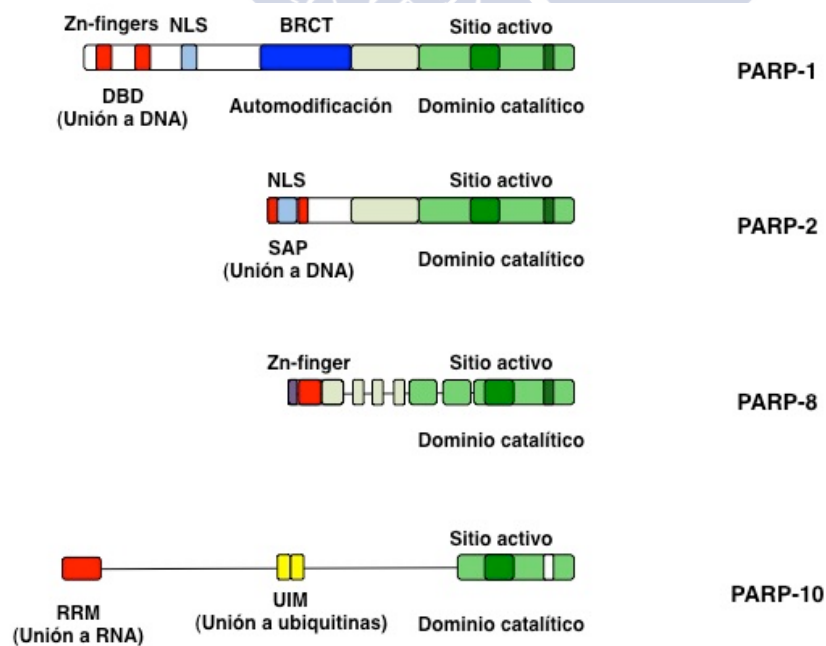 Zn-fingers NLS BRCT Sitio activo
PARP-1
DBD
(Unión a DNA)
Automodificación
Dominio catalítico
NLS Sitio activo
PARP-2
SAP
(Unión a DNA)
Dominio catalítico
Zn-finger Sitio activo
PARP-8
Dominio catalítico
Sitio activo
PARP-10
RRM
(Unión a RNA)
UIM
(Unión a ubiquitinas)
Dominio catalítico